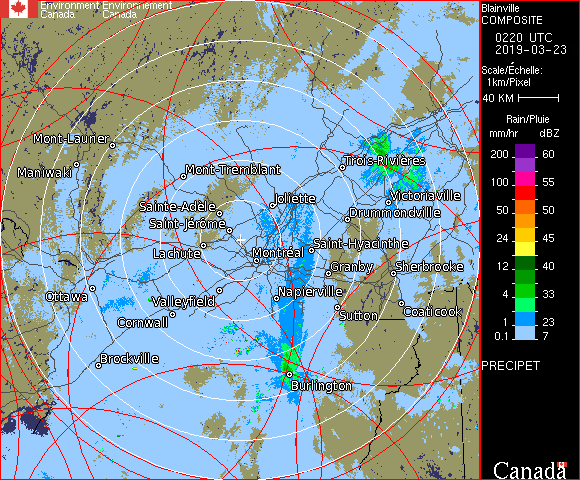 Environment Environnement
Canada Canada
Mont-Laurier
Maniwaki
Mont-Tremblant
Trois-Rivières
Sainte-Adèle
Joliette
Victoriaville
Saint-Jérôme
Drummondville
Lachute
Montréal
Saint-Hyacinthe
Granby
Sherbrooke
Ottawa
Valleyfield
Napierville
Cornwall
Sutton
Coaticook
Brockville
Burlington
Blainville
COMPOSITE
0220 UTC
2019-03-23
Scale/Échelle:
1km/Pixel
40 KM
Rain/Pluie
mm/hr dBZ
200 60
100 55
50 50
24 45
12 40
4 33
1 23
0.1 7
PRECIPET
Canada